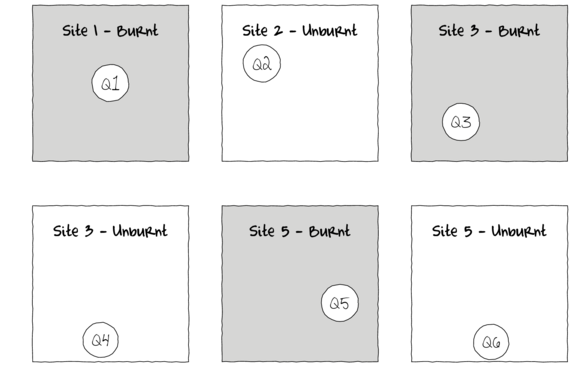 Site 1 - Burnt
Q1
Site 2 - Unburnt
Q2
Site 3 - Burnt
Q3
Site 3 - Unburnt
Q4
Site 5 - Burnt
Q5
Site 5 - Unburnt
Q6